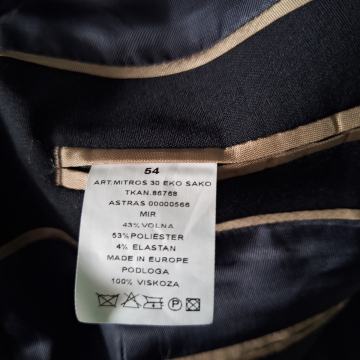 54
ART.MITROS 30 EKO SAKO
TKAN.86768
ASTRAS 00000566
MIR
43% VOLNA
53% POLIESTER
4% ELASTAN
MADE IN EUROPE
PODLOGA
100% VISKOZA